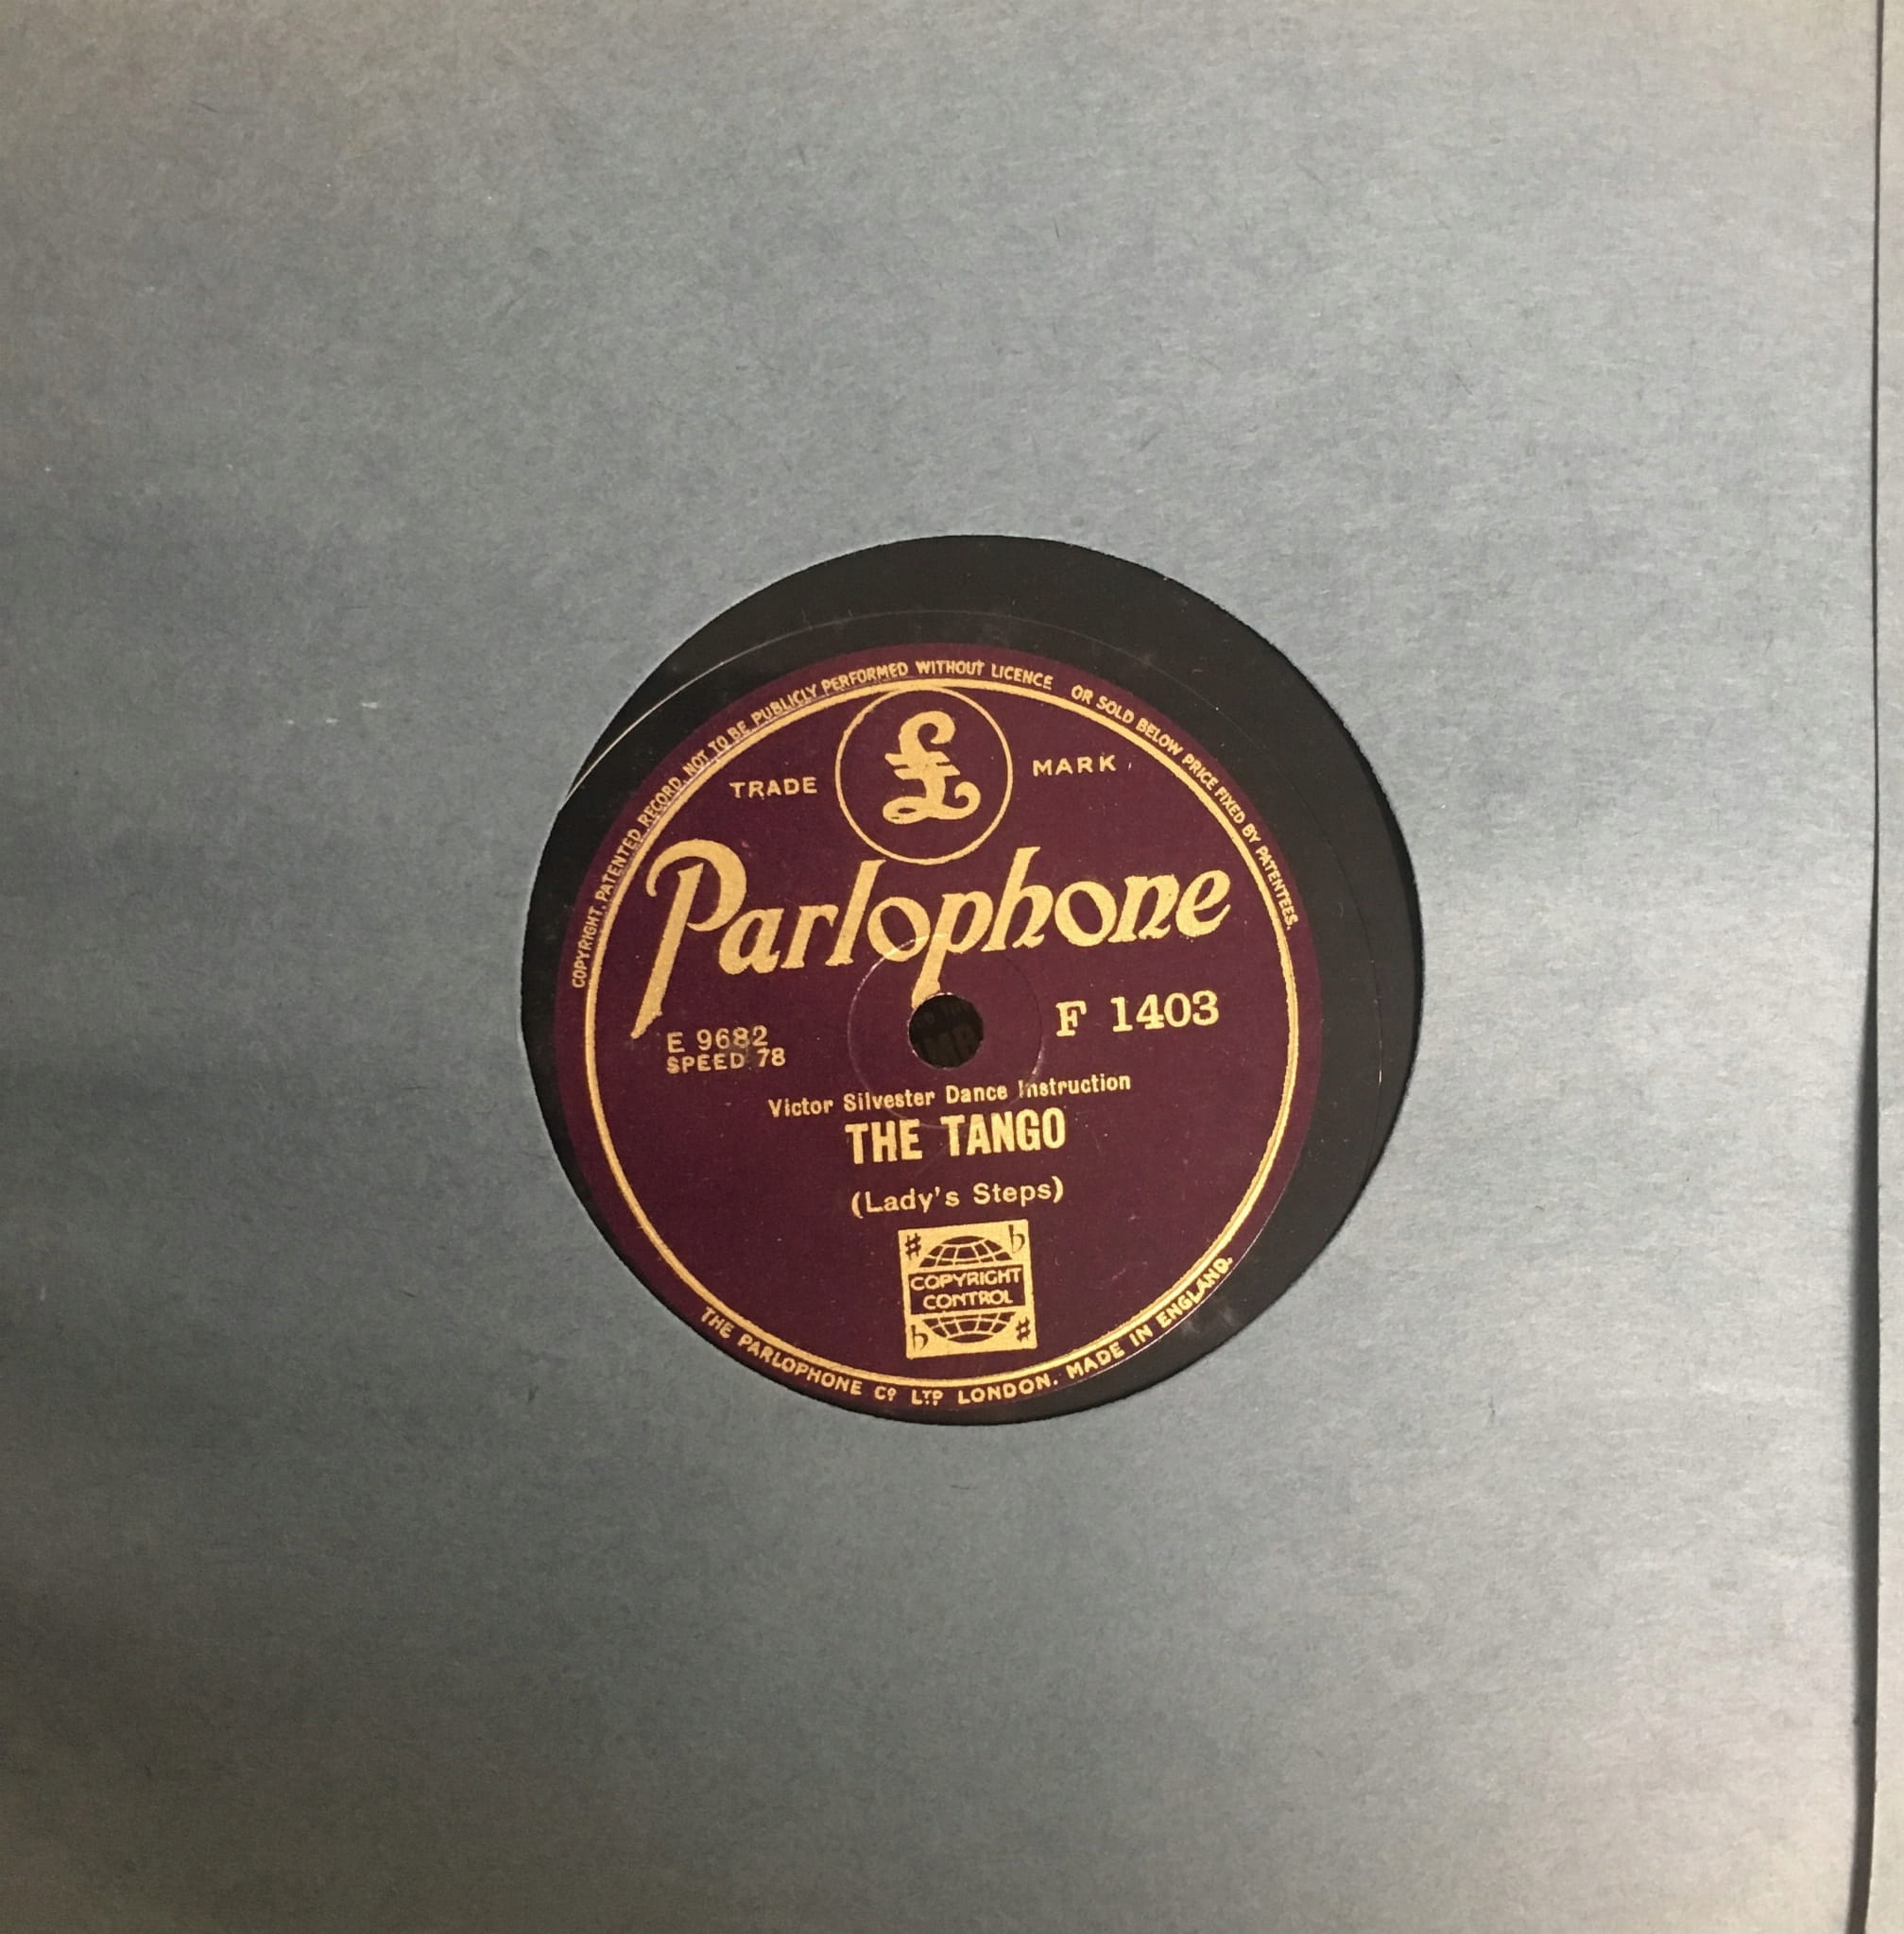 COPYRIGHT. PATENTED RECORD, NOT TO BE PUBLICLY PERFORMED WITHOUT LICENCE OR SOLD BELOW PRICE FIXED BY PATENTEES.
£
TRADE MARK
Parlophone
E 9682
SPEED 78
F 1403
Victor Silvester Dance Instruction
THE TANGO
(Lady's Steps)
♯ ♭
COPYRIGHT
CONTROL
♭ ♯
THE PARLOPHONE Cº LTD LONDON. MADE IN ENGLAND.